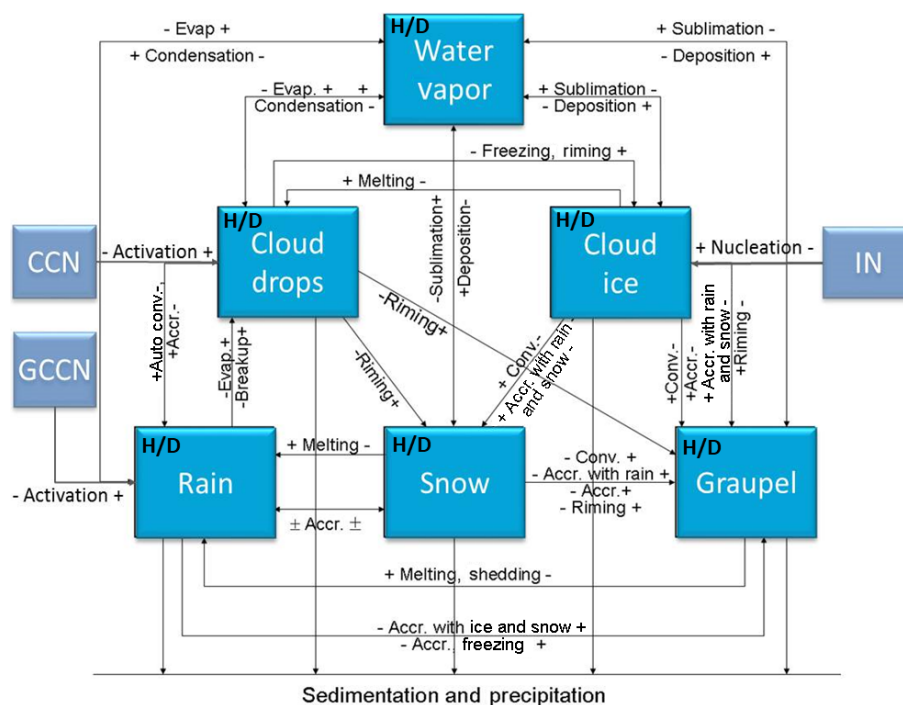 H/D
Water
vapor
- Evap +
+ Condensation -
+ Sublimation -
- Deposition +
- Evap. + +
Condensation -
+ Sublimation -
- Deposition +
- Freezing, riming +
+ Melting -
H/D
Cloud
drops
H/D
Cloud
ice
CCN
- Activation +
-Sublimation+
+Deposition-
+ Nucleation -
IN
GCCN
+Auto conv.-,
+Accr.-
-Evap.+
-Breakup+
-Riming+
-Riming+
+ Conv.-
+ Accr. with rain -
and snow -
+Conv.-
+Accr.-
+ Accr. with rain
and snow -
+Riming -
- Activation +
H/D
Rain
+ Melting -
± Accr. ±
H/D
Snow
- Conv. +
- Accr. with rain +
- Accr.+
- Riming +
H/D
Graupel
+ Melting, shedding -
- Accr. with ice and snow +
- Accr., freezing +
Sedimentation and precipitation